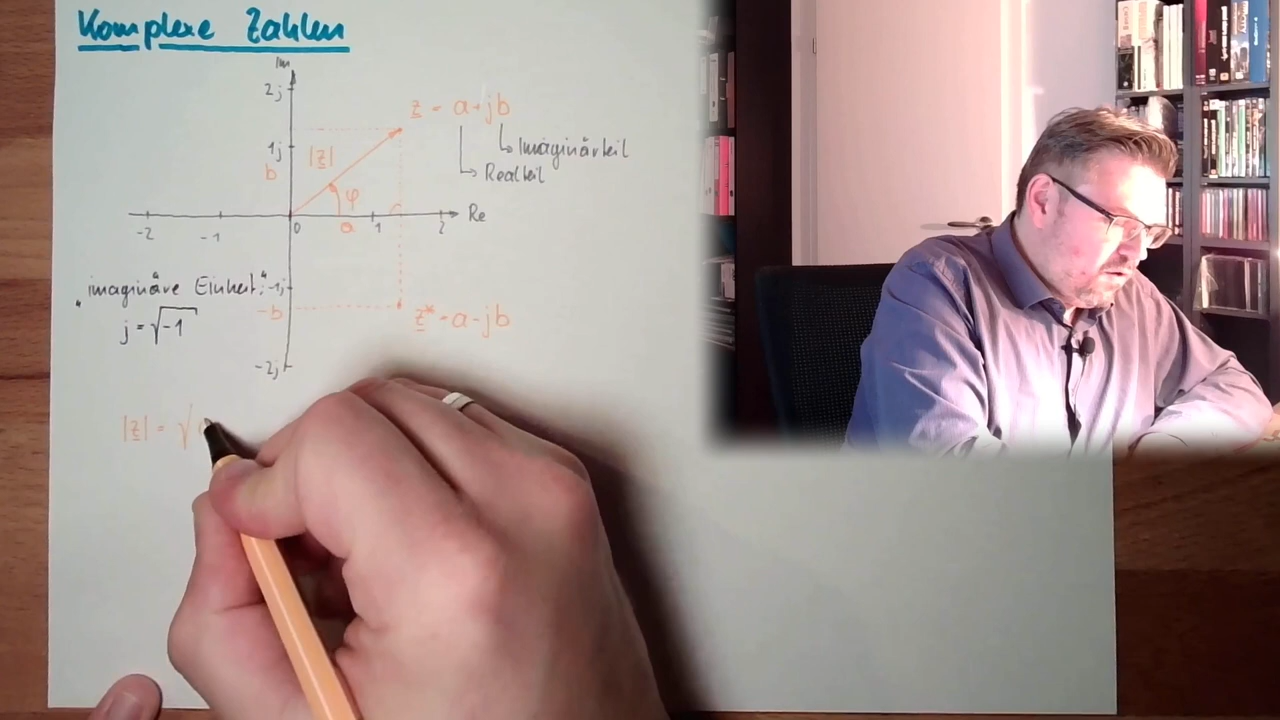 Komplexe Zahlen
Im
2j
z = a + jb
1j
|z|
Imaginärteil
b
Realteil
φ
-2
-1
0
a
1
2
Re
"imaginäre Einheit:"
-1j
-b
j = √-1
z* = a - jb
-2j
|z| = √